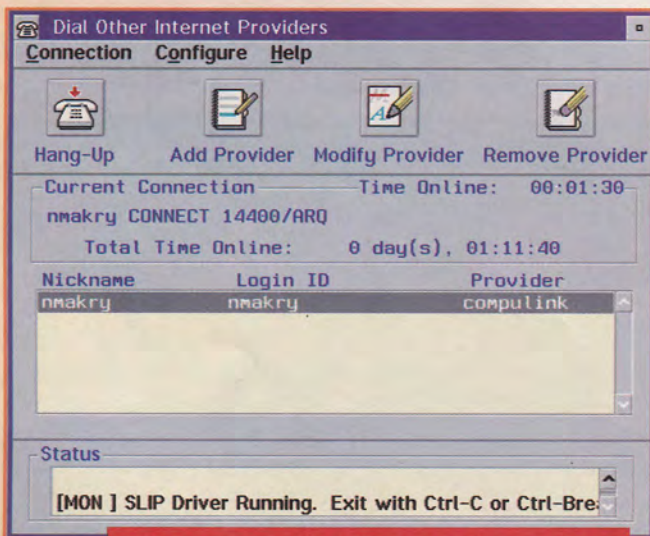 Dial Other Internet Providers
Connection Configure Help
Hang-Up Add Provider Modify Provider Remove Provider
Current Connection Time Online: 00:01:30
nmakry CONNECT 14400/ARQ
Total Time Online: 0 day(s), 01:11:40
Nickname Login ID Provider
nmakry nmakry compulink
Status
[MON ] SLIP Driver Running. Exit with Ctrl-C or Ctrl-Brea